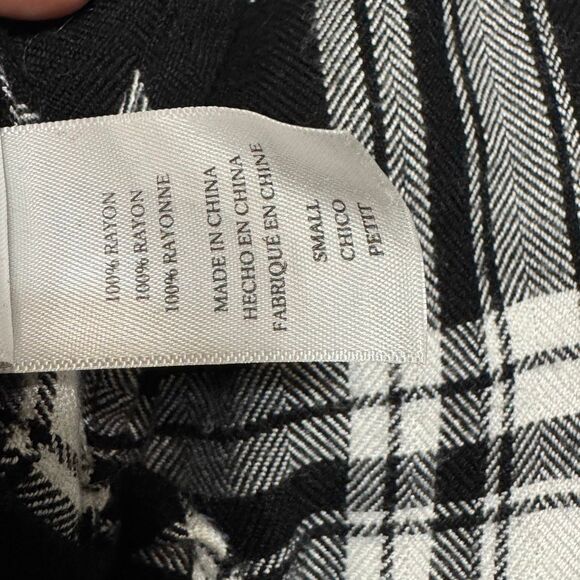 100% RAYON
100% RAYON
100% RAYONNE
MADE IN CHINA
HECHO EN CHINA
FABRIQUÉ EN CHINE
SMALL
CHICO
PETIT